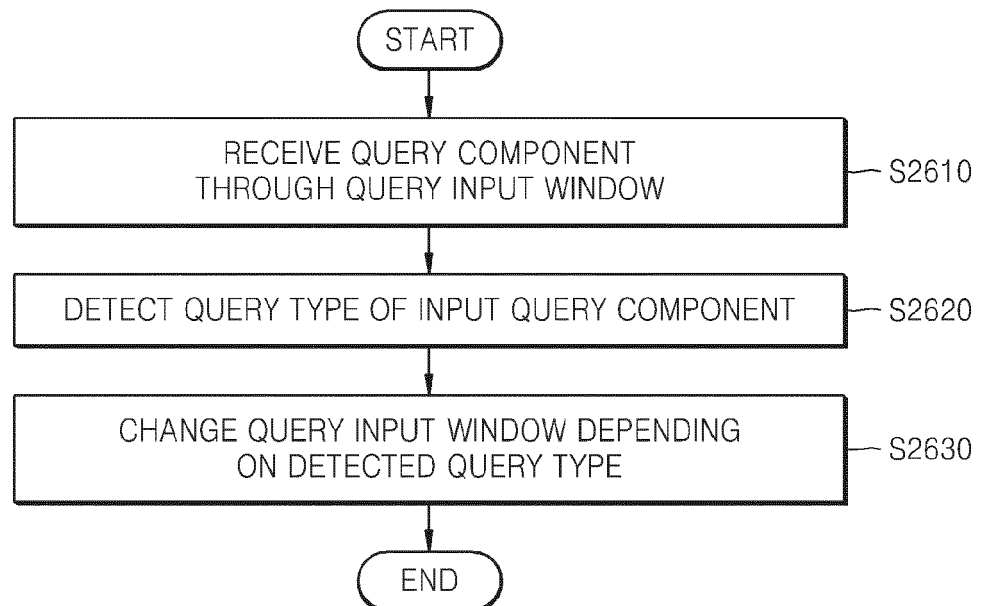 START
RECEIVE QUERY COMPONENT
THROUGH QUERY INPUT WINDOW
S2610
DETECT QUERY TYPE OF INPUT QUERY COMPONENT
S2620
CHANGE QUERY INPUT WINDOW DEPENDING
ON DETECTED QUERY TYPE
S2630
END